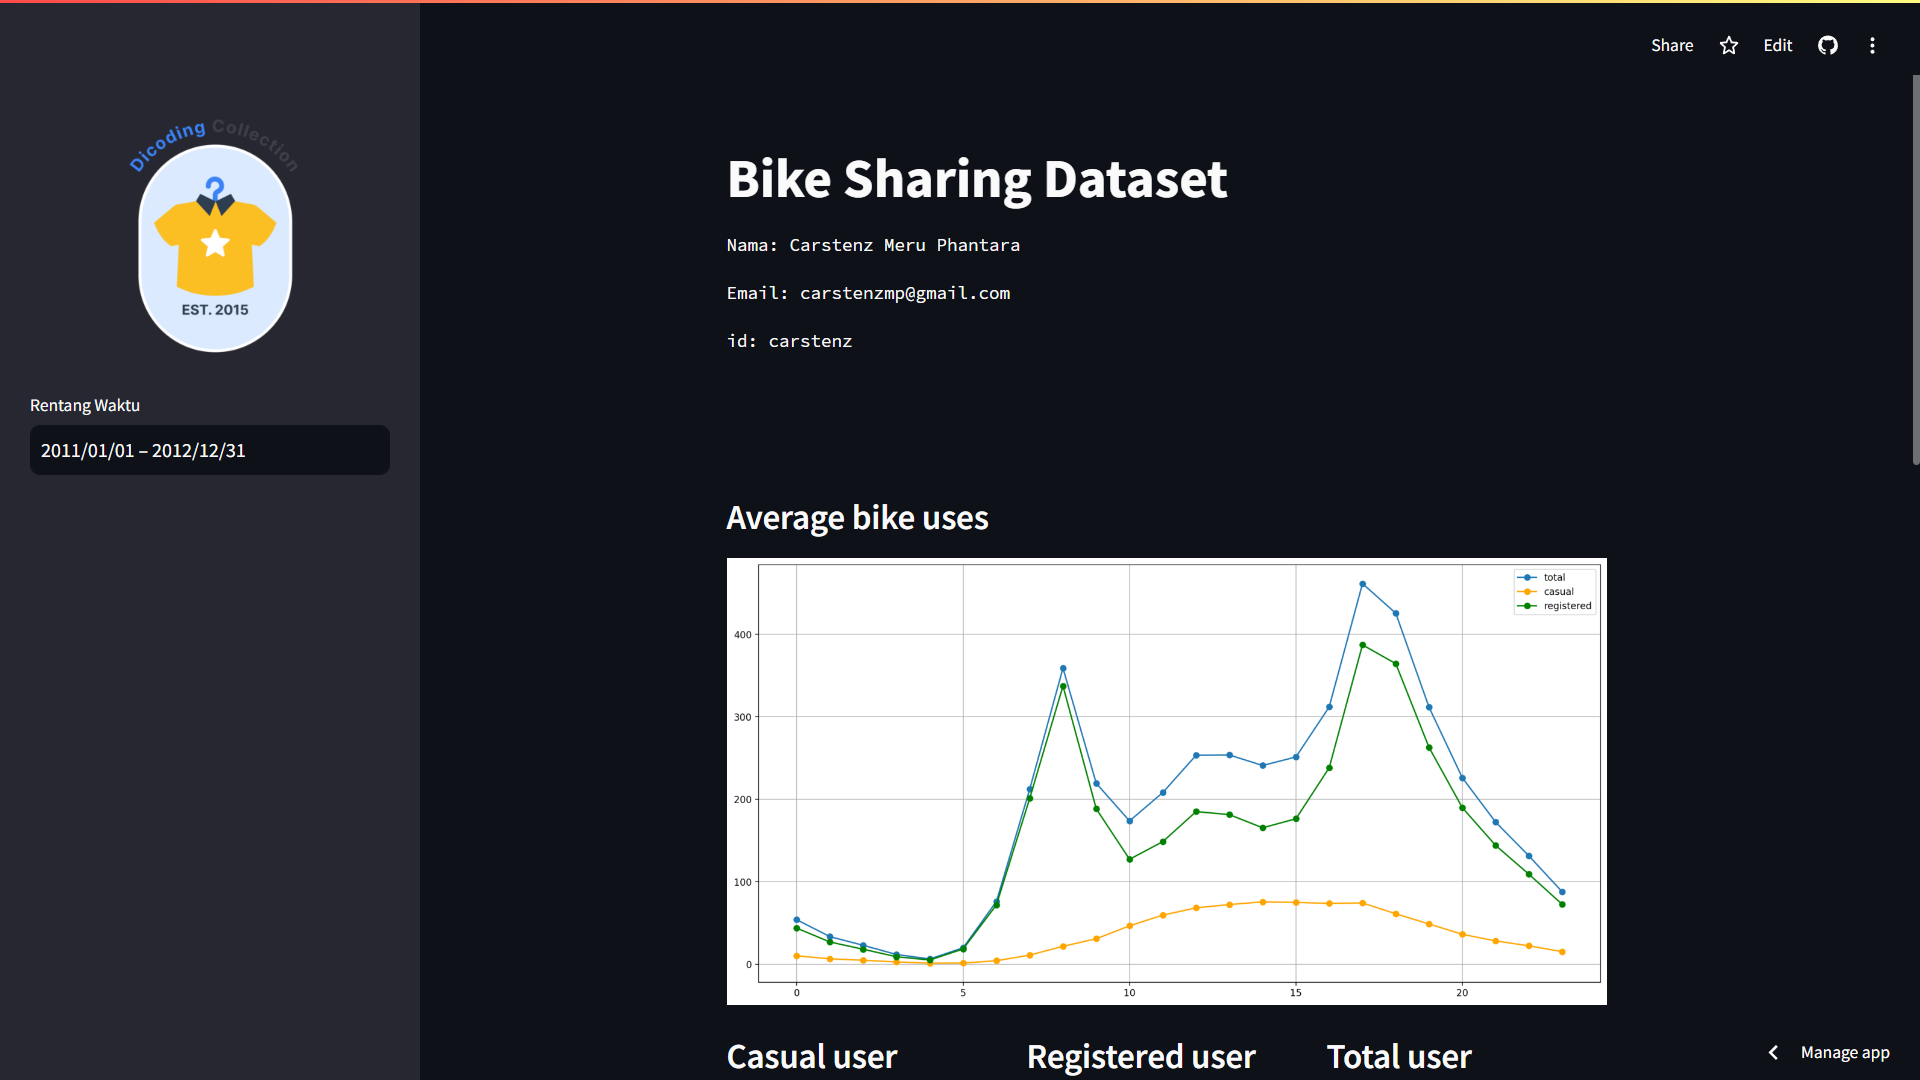 Share
Edit
Dicoding Collection
EST. 2015
Rentang Waktu
2011/01/01 – 2012/12/31
Bike Sharing Dataset
Nama: Carstenz Meru Phantara
Email: carstenzmp@gmail.com
id: carstenz
Average bike uses
total
casual
registered
400
300
200
100
0
0 5 10 15 20
Casual user Registered user Total user
Manage app